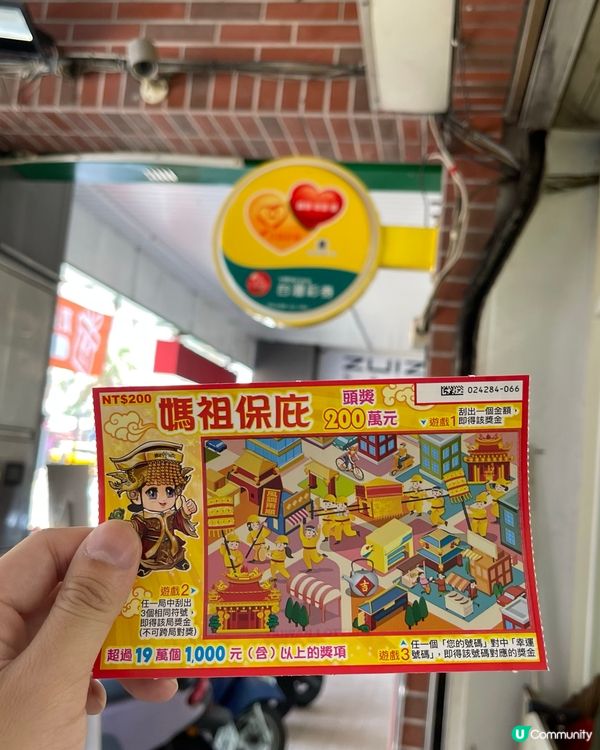 台灣彩券
NT$200
媽祖保庇
頭獎
200萬元
024284-066
遊戲1
刮出一個金額，
即得該獎金
風調雨順
遊戲2
任一局中刮出
3個相同符號，
即得該局獎金
(不可跨局對獎)
超過19萬個1,000元(含)以上的獎項
遊戲3
任一個「您的號碼」對中「幸運
號碼」，即得該號碼對應的獎金
U Community